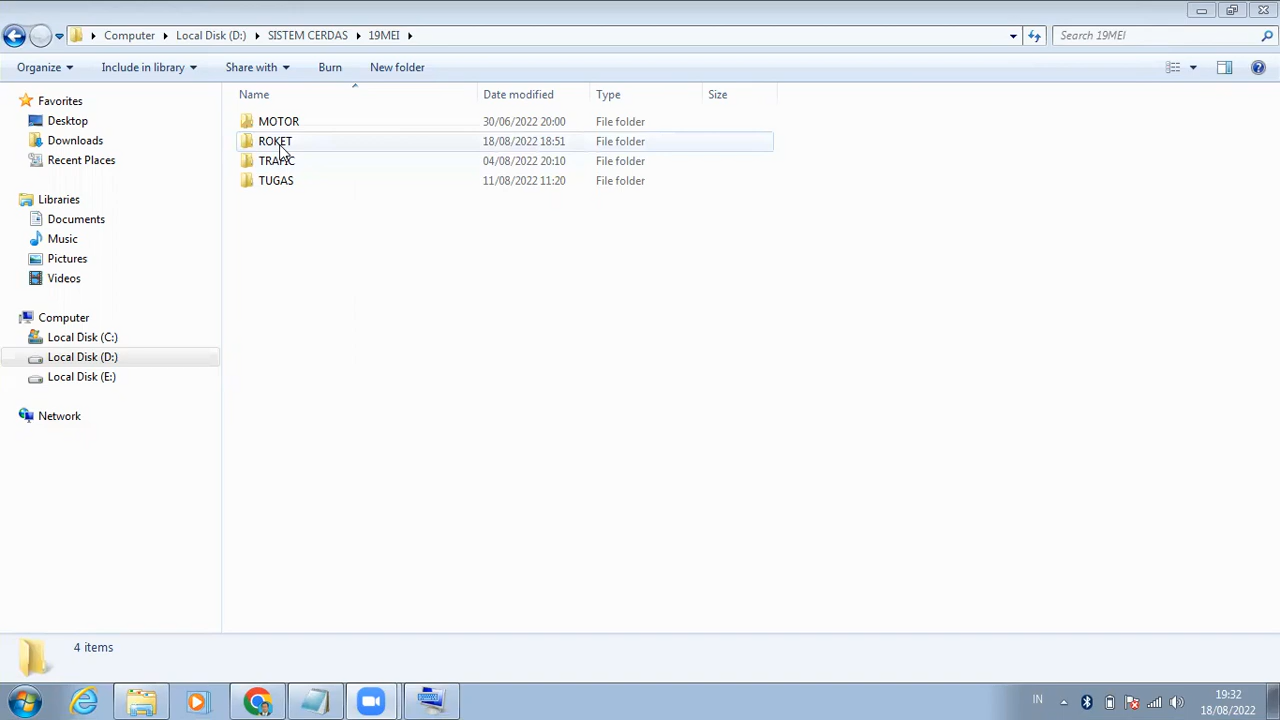 Computer Local Disk (D:) SISTEM CERDAS 19MEI Search 19MEI
Organize Include in library Share with Burn New folder
Name Date modified Type Size
Favorites
Desktop
Downloads
Recent Places
Libraries
Documents
Music
Pictures
Videos
Computer
Local Disk (C:)
Local Disk (D:)
Local Disk (E:)
Network
MOTOR 30/06/2022 20:00 File folder
ROKET 18/08/2022 18:51 File folder
TRAFIC 04/08/2022 20:10 File folder
TUGAS 11/08/2022 11:20 File folder
4 items
IN 19:32
18/08/2022